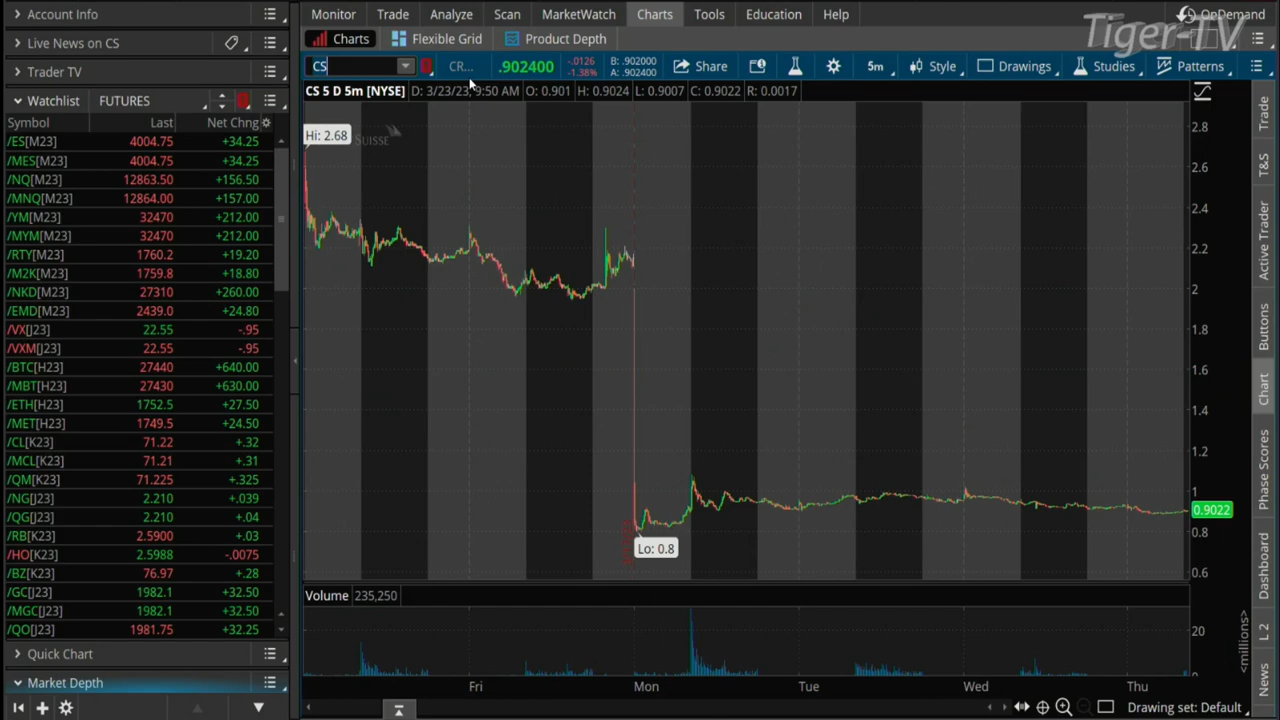 Account Info
Live News on CS
Trader TV
Watchlist FUTURES
Symbol Last Net Chng
/ES[M23] 4004.75 +34.25
/MES[M23] 4004.75 +34.25
/NQ[M23] 12863.50 +156.50
/MNQ[M23] 12864.00 +157.00
/YM[M23] 32470 +212.00
/MYM[M23] 32470 +212.00
/RTY[M23] 1760.2 +19.20
/M2K[M23] 1759.8 +18.80
/NKD[M23] 27310 +260.00
/EMD[M23] 2439.0 +24.80
/VX[J23] 22.55 -.95
/VXM[J23] 22.55 -.95
/BTC[H23] 27440 +640.00
/MBT[H23] 27430 +630.00
/ETH[H23] 1752.5 +27.50
/MET[H23] 1749.5 +24.50
/CL[K23] 71.22 +.32
/MCL[K23] 71.21 +.31
/QM[K23] 71.225 +.325
/NG[J23] 2.210 +.039
/QG[J23] 2.210 +.04
/RB[K23] 2.5900 +.03
/HO[K23] 2.5988 -.0075
/BZ[K23] 76.97 +.28
/GC[J23] 1982.1 +32.50
/MGC[J23] 1982.1 +32.50
/QO[J23] 1981.75 +32.25
Quick Chart
Market Depth
Monitor Trade Analyze Scan MarketWatch Charts Tools Education Help OnDemand
Tiger-TV
Charts Flexible Grid Product Depth
CS CR... .902400 -.0126 -1.38% B: .902000 A: .902400 Share 5m Style Drawings Studies Patterns
CS 5 D 5m [NYSE] D: 3/23/23, 9:50 AM O: 0.901 H: 0.9024 L: 0.9007 C: 0.9022 R: 0.0017
Hi: 2.68
SUISSE
2.8
2.6
2.4
2.2
2
1.8
1.6
1.4
1.2
1
0.9022
0.8
0.6
Lo: 0.8
Volume 235,250
20
<millions>
Fri Mon Tue Wed Thu
Drawing set: Default
Trade
T&S
Active Trader
Buttons
Chart
Phase Scores
Dashboard
L 2
News